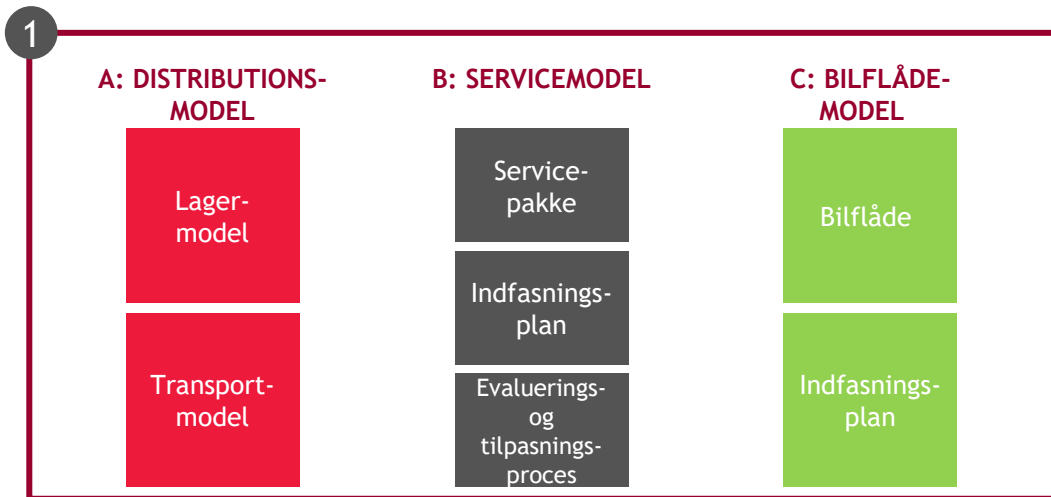 1
A: DISTRIBUTIONS-
MODEL
Lager-
model
Transport-
model
B: SERVICEMODEL
Service-
pakke
Indfasnings-
plan
Evaluerings-
og
tilpasnings-
proces
C: BILFLÅDE-
MODEL
Bilflåde
Indfasnings-
plan